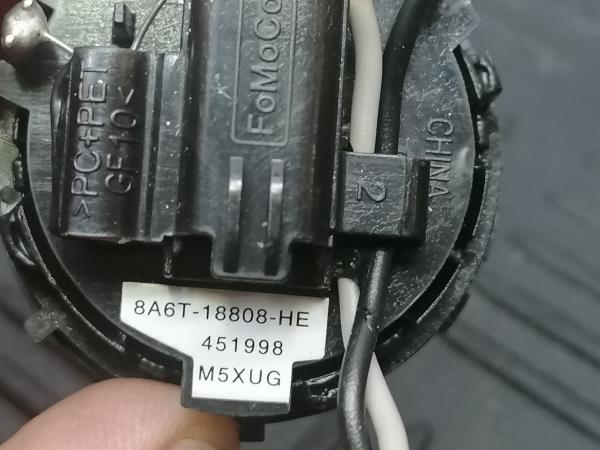 >PC+PET
GF10<
FoMoCo
CHINA
2
8A6T-18808-HE
451998
M5XUG